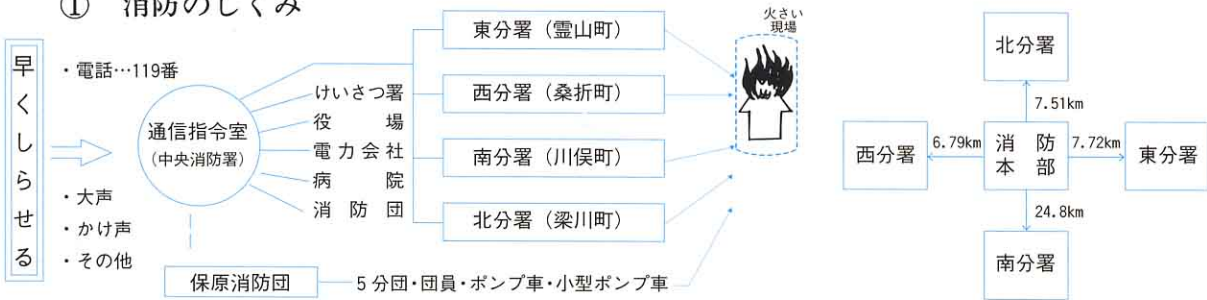 ① 消防のしくみ
早くしらせる
・電話…119番
・大声
・かけ声
・その他
通信指令室
（中央消防署）
けいさつ署
役場
電力会社
病院
消防団
東分署（霊山町）
西分署（桑折町）
南分署（川俣町）
北分署（梁川町）
火さい
現場
保原消防団
5分団・団員・ポンプ車・小型ポンプ車
北分署
7.51km
西分署
6.79km
消防
本部
7.72km
東分署
24.8km
南分署